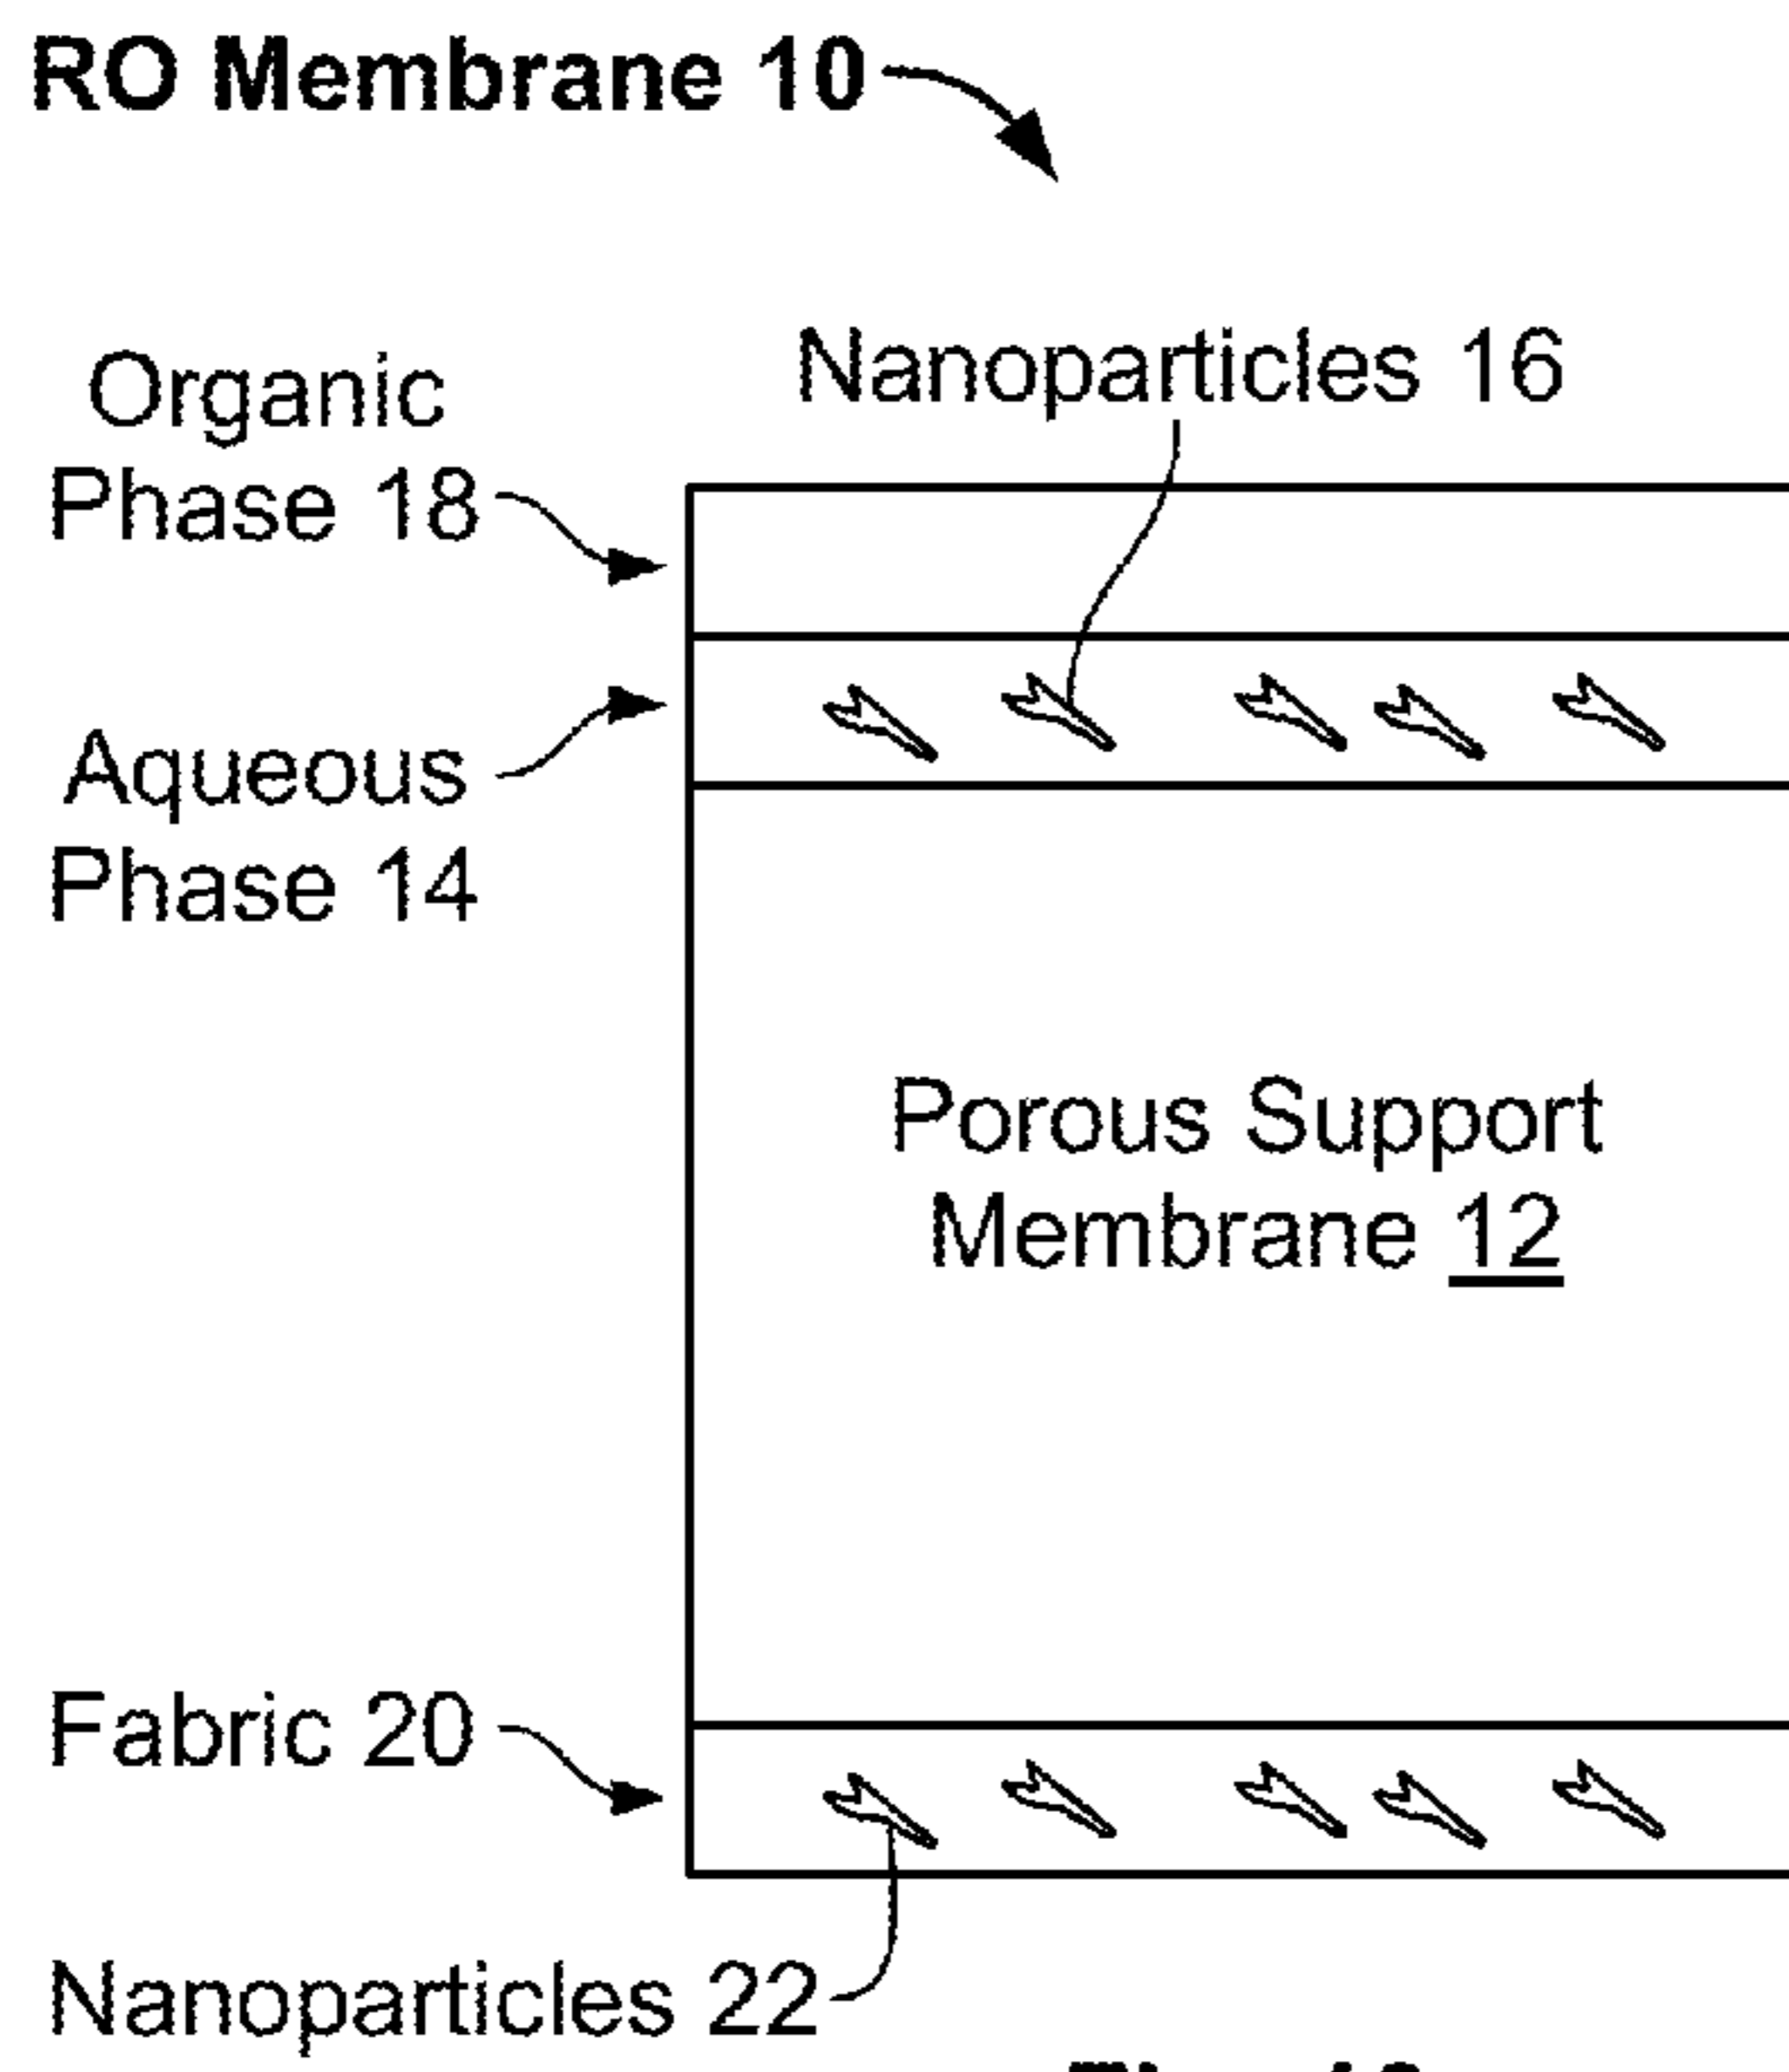 RO Membrane 10
Nanoparticles 16
Organic
Phase 18
Aqueous
Phase 14
Porous Support
Membrane 12
Fabric 20
Nanoparticles 22